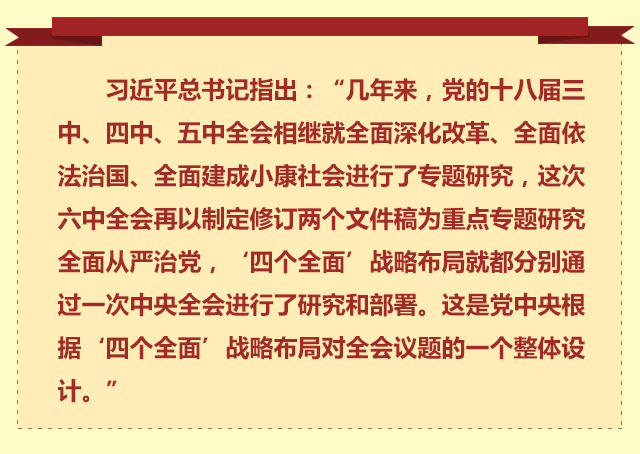 习近平总书记指出：“几年来，党的十八届三
中、四中、五中全会相继就全面深化改革、全面依
法治国、全面建成小康社会进行了专题研究，这次
六中全会再以制定修订两个文件稿为重点专题研究
全面从严治党，‘四个全面’战略布局就都分别通
过一次中央全会进行了研究和部署。这是党中央根
据‘四个全面’战略布局对全会议题的一个整体设
计。”